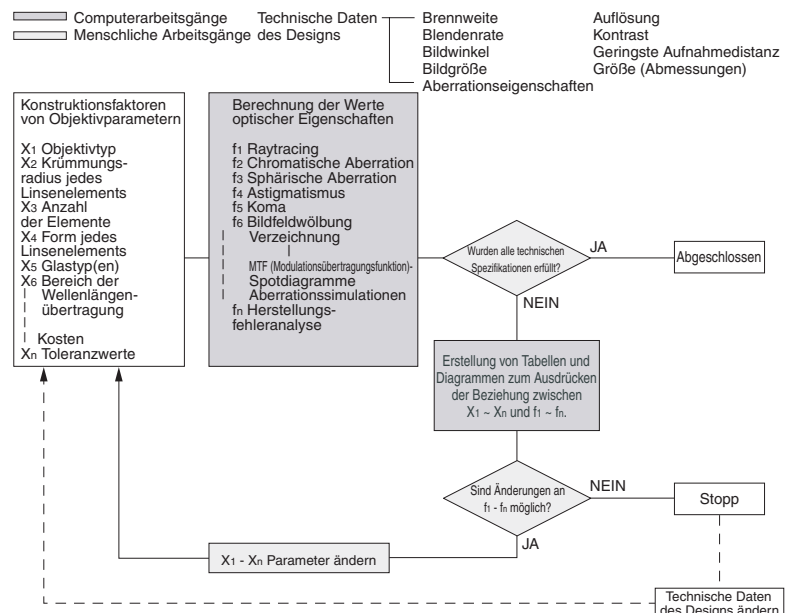 Computerarbeitsgänge
Menschliche Arbeitsgänge
Technische Daten
des Designs
Brennweite
Blendenrate
Bildwinkel
Bildgröße
Aberrationseigenschaften
Auflösung
Kontrast
Geringste Aufnahmedistanz
Größe (Abmessungen)
Konstruktionsfaktoren
von Objektivparametern
X1 Objektivtyp
X2 Krümmungs-
radius jedes
Linsenelements
X3 Anzahl
der Elemente
X4 Form jedes
Linsenelements
X5 Glastyp(en)
X6 Bereich der
Wellenlängen-
übertragung
Kosten
Xn Toleranzwerte
Berechnung der Werte
optischer Eigenschaften
f1 Raytracing
f2 Chromatische Aberration
f3 Sphärische Aberration
f4 Astigmatismus
f5 Koma
f6 Bildfeldwölbung
Verzeichnung
MTF (Modulationsübertragungsfunktion)-
Spotdiagramme
Aberrationssimulationen
fn Herstellungs-
fehleranalyse
Wurden alle technischen
Spezifikationen erfüllt?
JA
Abgeschlossen
NEIN
Erstellung von Tabellen und
Diagrammen zum Ausdrücken
der Beziehung zwischen
X1 ~ Xn und f1 ~ fn.
Sind Änderungen an
f1 - fn möglich?
NEIN
Stopp
JA
X1 - Xn Parameter ändern
Technische Daten
des Designs ändern